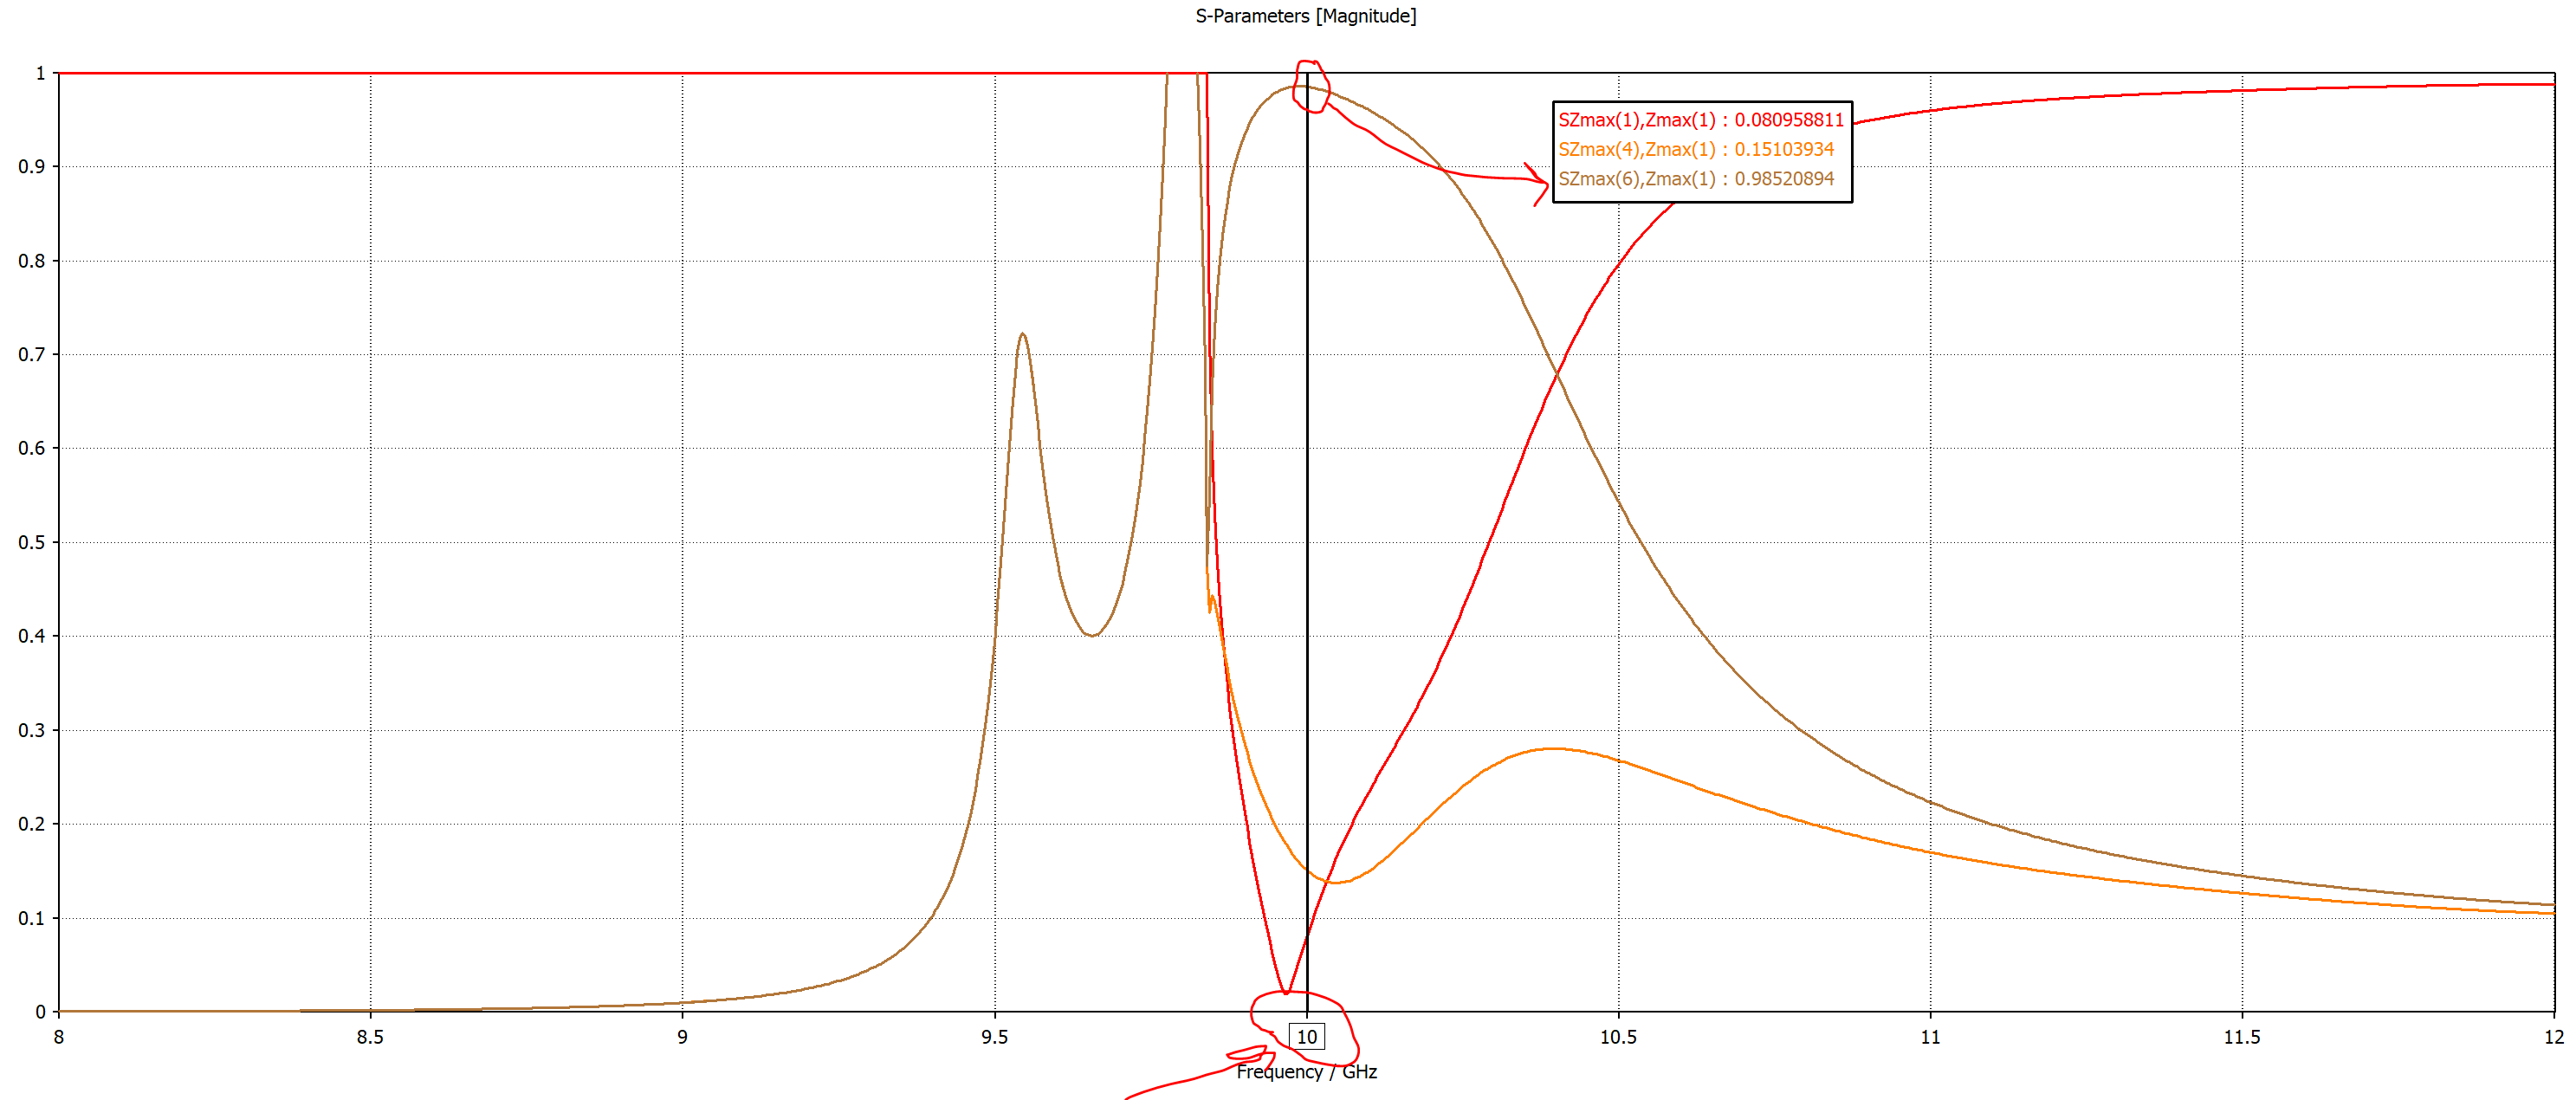 S-Parameters [Magnitude]
1
0.9
0.8
0.7
0.6
0.5
0.4
0.3
0.2
0.1
0
SZmax(1),Zmax(1) : 0.080958811
SZmax(4),Zmax(1) : 0.15103934
SZmax(6),Zmax(1) : 0.98520894
8 8.5 9 9.5 10 10.5 11 11.5 12
Frequency / GHz